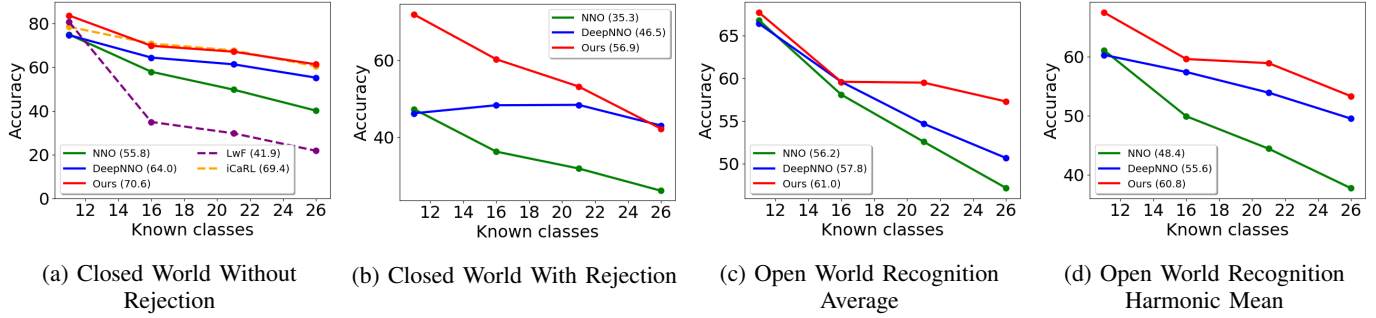 Accuracy
80
60
40
20
0
NNO (55.8)
DeepNNO (64.0)
Ours (70.6)
LwF (41.9)
iCaRL (69.4)
12 14 16 18 20 22 24 26
Known classes
(a) Closed World Without
Rejection
Accuracy
60
40
NNO (35.3)
DeepNNO (46.5)
Ours (56.9)
12 14 16 18 20 22 24 26
Known classes
(b) Closed World With Rejection
Accuracy
65
60
55
50
NNO (56.2)
DeepNNO (57.8)
Ours (61.0)
12 14 16 18 20 22 24 26
Known classes
(c) Open World Recognition
Average
Accuracy
60
50
40
NNO (48.4)
DeepNNO (55.6)
Ours (60.8)
12 14 16 18 20 22 24 26
Known classes
(d) Open World Recognition
Harmonic Mean